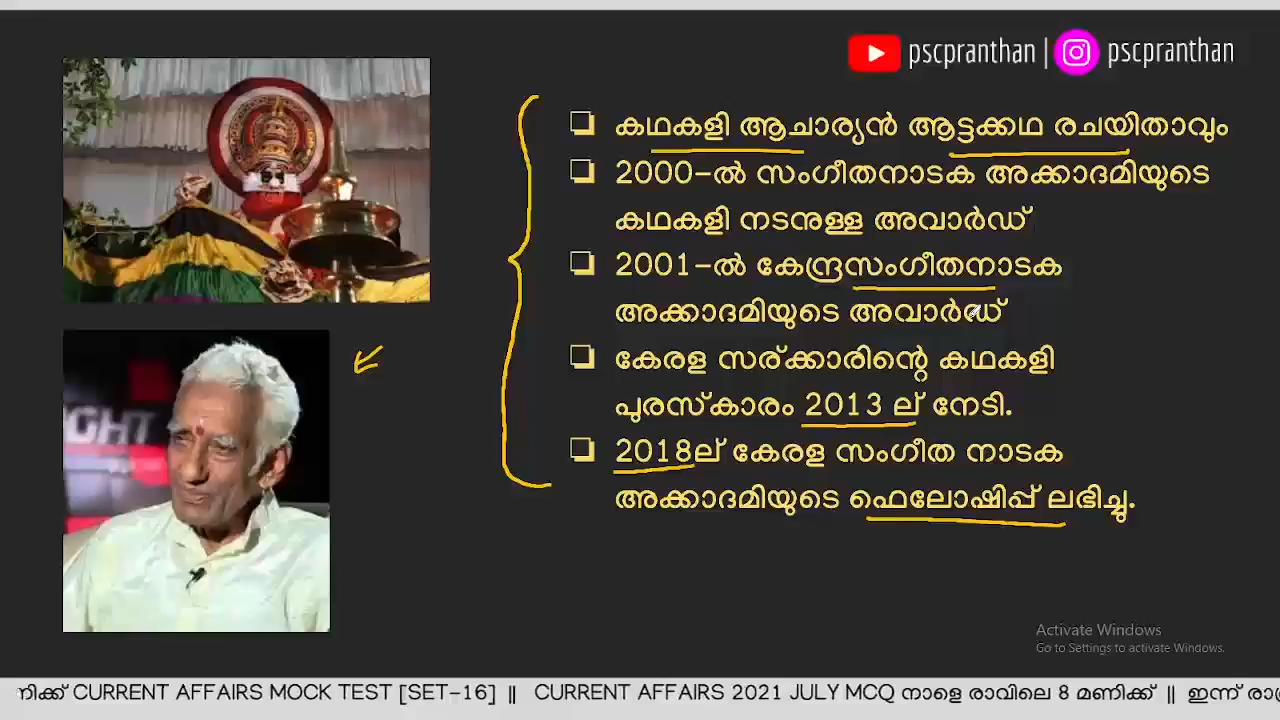 pscpranthan | pscpranthan
കഥകളി ആചാര്യൻ ആട്ടക്കഥ രചയിതാവും
2000-ൽ സംഗീതനാടക അക്കാദമിയുടെ
കഥകളി നടനുള്ള അവാർഡ്
2001-ൽ കേന്ദ്രസംഗീതനാടക
അക്കാദമിയുടെ അവാർഡ്
കേരള സര്ക്കാരിന്റെ കഥകളി
പുരസ്കാരം 2013 ല് നേടി.
2018ല് കേരള സംഗീത നാടക
അക്കാദമിയുടെ ഫെലോഷിപ്പ് ലഭിച്ചു.
IGHT
Activate Windows
Go to Settings to activate Windows.
CURRENT AFFAIRS MOCK TEST [SET-16] || CURRENT AFFAIRS 2021 JULY MCQ നാളെ രാവിലെ 8 മണിക്ക് || ഇന്ന്